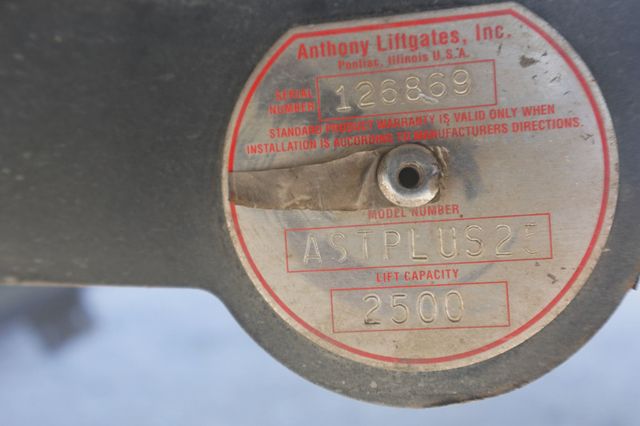 Anthony Liftgates, Inc.
Pontiac, Illinois U.S.A.
SERIAL
NUMBER 126869
STANDARD PRODUCT WARRANTY IS VALID ONLY WHEN
INSTALLATION IS ACCORDING TO MANUFACTURERS DIRECTIONS.
MODEL NUMBER
LIFT CAPACITY
2500